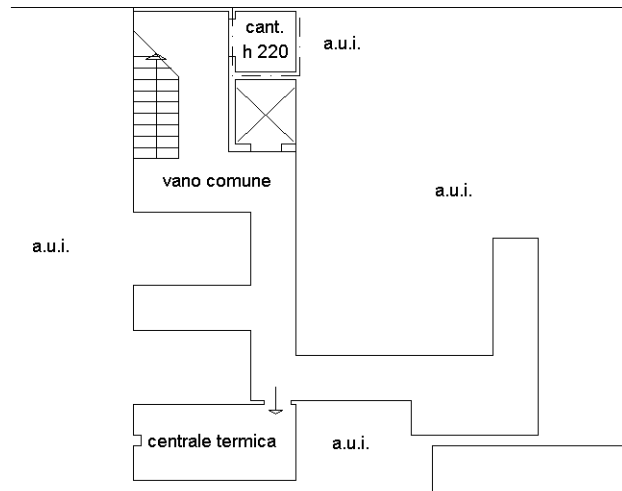 cant.
h 220
a.u.i.
vano comune
a.u.i.
a.u.i.
centrale termica
a.u.i.